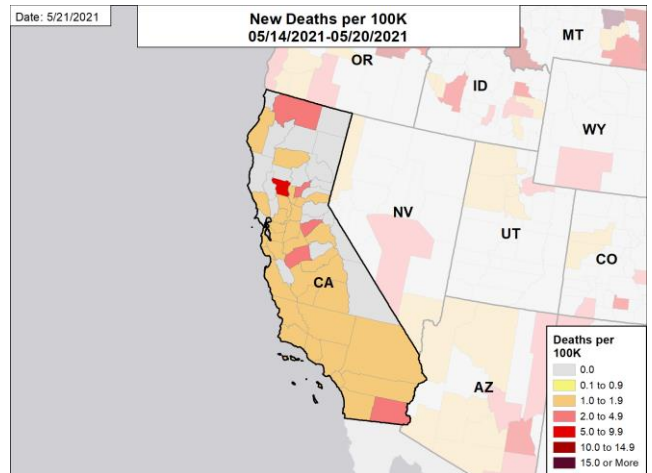 Date: 5/21/2021
New Deaths per 100K
05/14/2021-05/20/2021
MT
OR
ID
WY
NV
UT
CO
CA
AZ
Deaths per
100K
0.0
0.1 to 0.9
1.0 to 1.9
2.0 to 4.9
5.0 to 9.9
10.0 to 14.9
15.0 or More